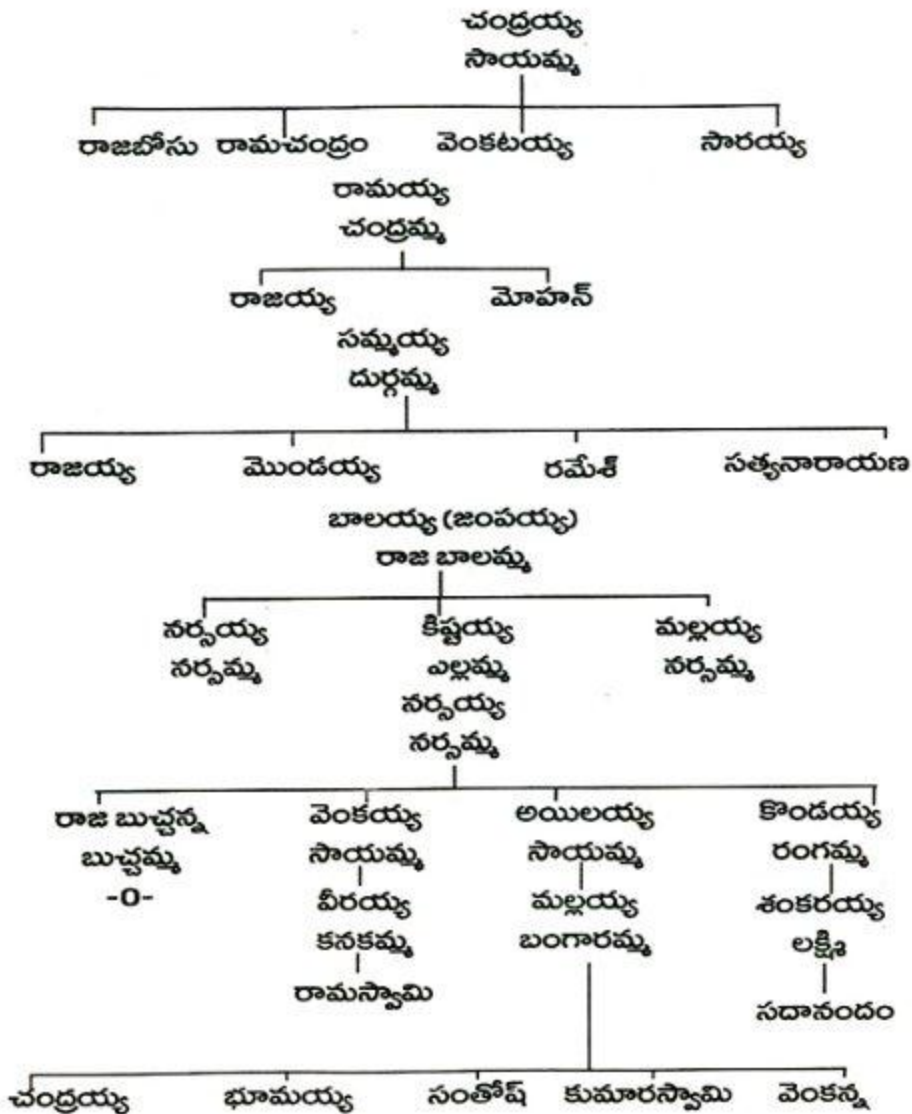 చంద్రయ్య
సాయమ్మ
రాజబోసు రామచంద్రం వెంకటయ్య సారయ్య
రామయ్య
చంద్రమ్మ
రాజయ్య మోహన్
సమ్మయ్య
దుర్గమ్మ
రాజయ్య మొండయ్య రమేశ్ సత్యనారాయణ
బాలయ్య (జంపయ్య)
రాజ బాలమ్మ
నర్సయ్య కిష్టయ్య మల్లయ్య
నర్సమ్మ ఎల్లమ్మ నర్సమ్మ
నర్సయ్య
నర్సమ్మ
రాజ బుచ్చన్న వెంకయ్య అయిలయ్య కొండయ్య
బుచ్చమ్మ సాయమ్మ సాయమ్మ రంగమ్మ
-0- వీరయ్య మల్లయ్య శంకరయ్య
కనకమ్మ బంగారమ్మ లక్ష్మి
రామస్వామి
సదానందం
చంద్రయ్య భూమయ్య సంతోష్ కుమారస్వామి వెంకన్న